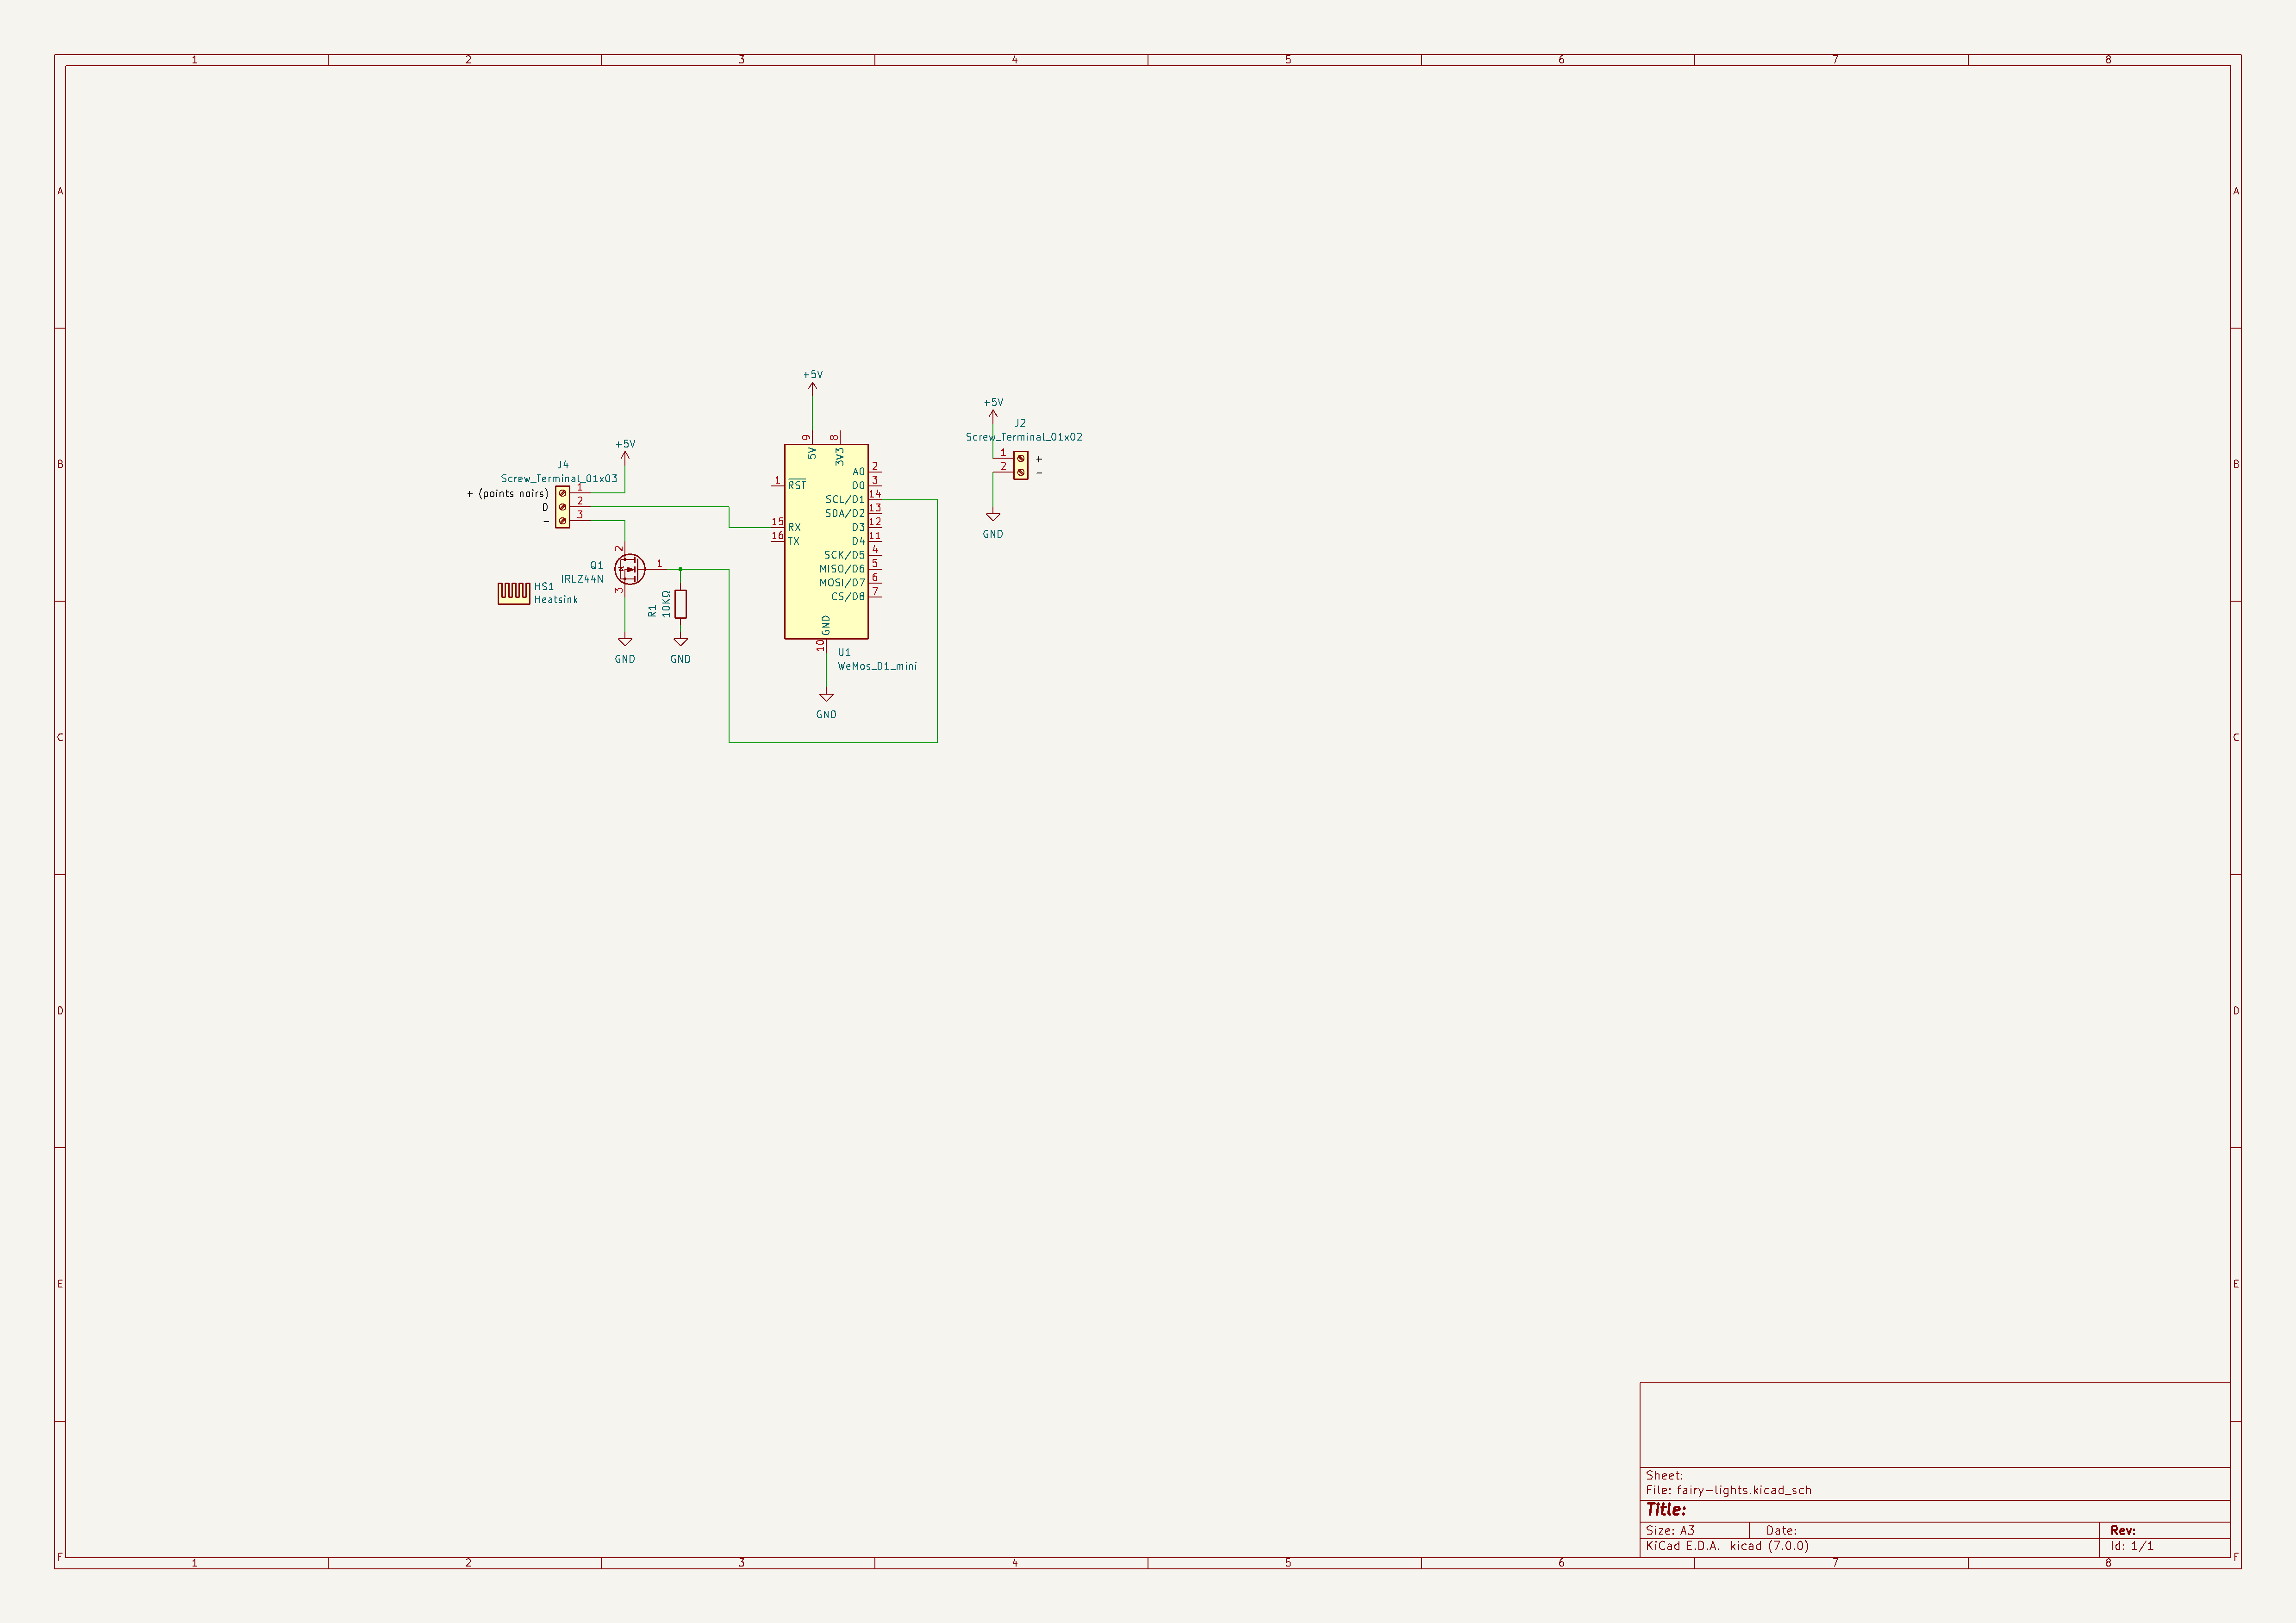 1 2 3 4 5 6 7 8
A A
+5V
+5V
J2
Screw_Terminal_01x02
+5V
J4
Screw_Terminal_01x03
+ (points noirs)
D
−
1
2
3
9
8
5V
3V3
1
RST
15
RX
16
TX
A0
2
D0
3
SCL/D1
14
SDA/D2
13
D3
12
D4
11
SCK/D5
4
MISO/D6
5
MOSI/D7
6
CS/D8
7
GND
10
1
2
+
−
GND
B B
2
1
3
Q1
IRLZ44N
HS1
Heatsink
R1
10KΩ
GND
GND
U1
WeMos_D1_mini
GND
C C
D D
E E
Sheet:
File: fairy-lights.kicad_sch
Title:
Size: A3
Date:
Rev:
KiCad E.D.A. kicad (7.0.0)
Id: 1/1
F F
1 2 3 4 5 6 7 8